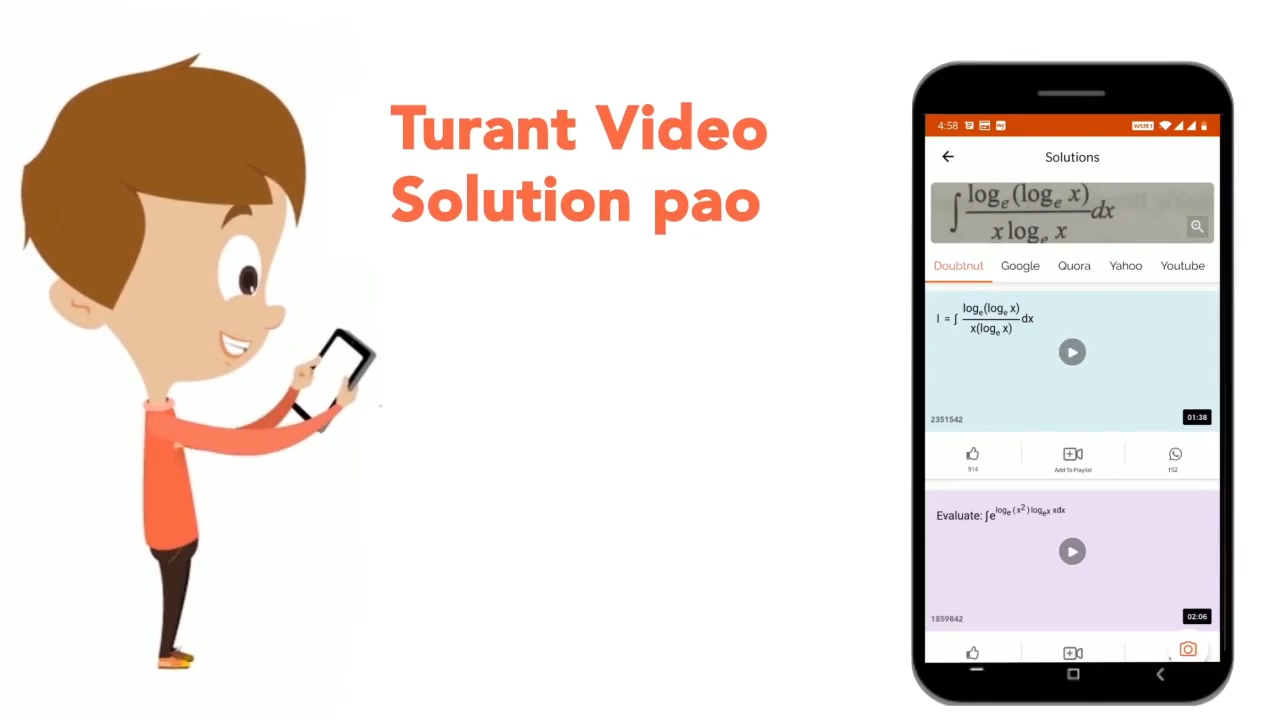 Turant Video
Solution pao
4:58
VoLTE1
Solutions
∫ logₑ(logₑ x) / x logₑ x dx
Doubtnut Google Quora Yahoo Youtube
I = ∫ logₑ(logₑ x) / x(logₑ x) dx
2351542 01:38
914 Add To Playlist 152
Evaluate: ∫e^logₑ(x²)logₑx xdx
1859842 02:06